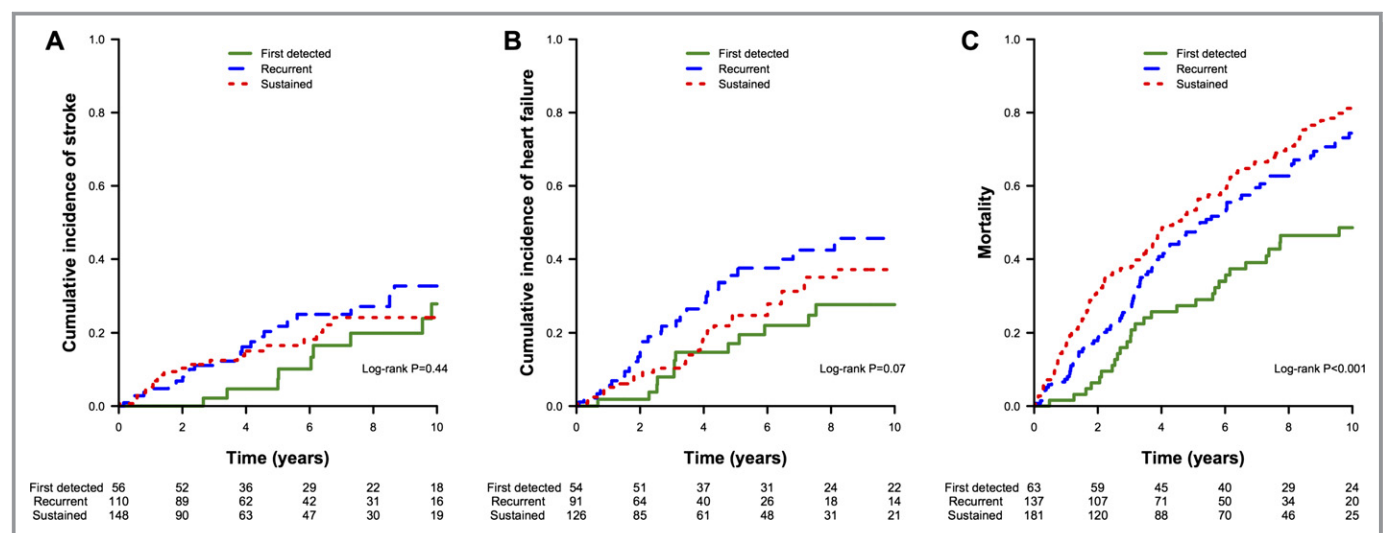 A
Cumulative incidence of stroke
1.0
0.8
0.6
0.4
0.2
0.0
First detected
Recurrent
Sustained
Log-rank P=0.44
0 2 4 6 8 10
Time (years)
First detected 56 52 36 29 22 18
Recurrent 110 89 62 42 31 16
Sustained 148 90 63 47 30 19
B
Cumulative incidence of heart failure
1.0
0.8
0.6
0.4
0.2
0.0
First detected
Recurrent
Sustained
Log-rank P=0.07
0 2 4 6 8 10
Time (years)
First detected 54 51 37 31 24 22
Recurrent 91 64 40 26 18 14
Sustained 126 85 61 48 31 21
C
Mortality
1.0
0.8
0.6
0.4
0.2
0.0
First detected
Recurrent
Sustained
Log-rank P<0.001
0 2 4 6 8 10
Time (years)
First detected 63 59 45 40 29 24
Recurrent 137 107 71 50 34 20
Sustained 181 120 88 70 46 25